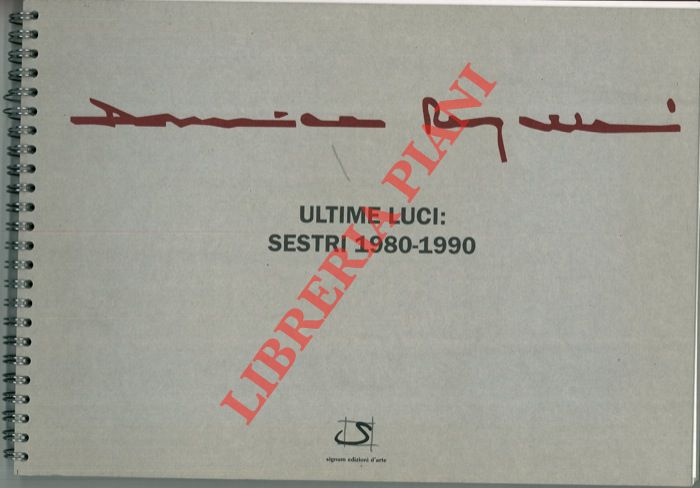 ULTIME LUCI:
SESTRI 1980-1990
LIBRERIA PIANI
signum edizioni d'arte